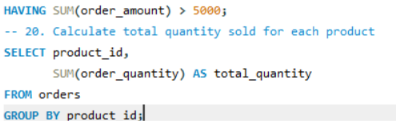 HAVING SUM(order_amount) > 5000;
-- 20. Calculate total quantity sold for each product
SELECT product_id,
SUM(order_quantity) AS total_quantity
FROM orders
GROUP BY product_id;